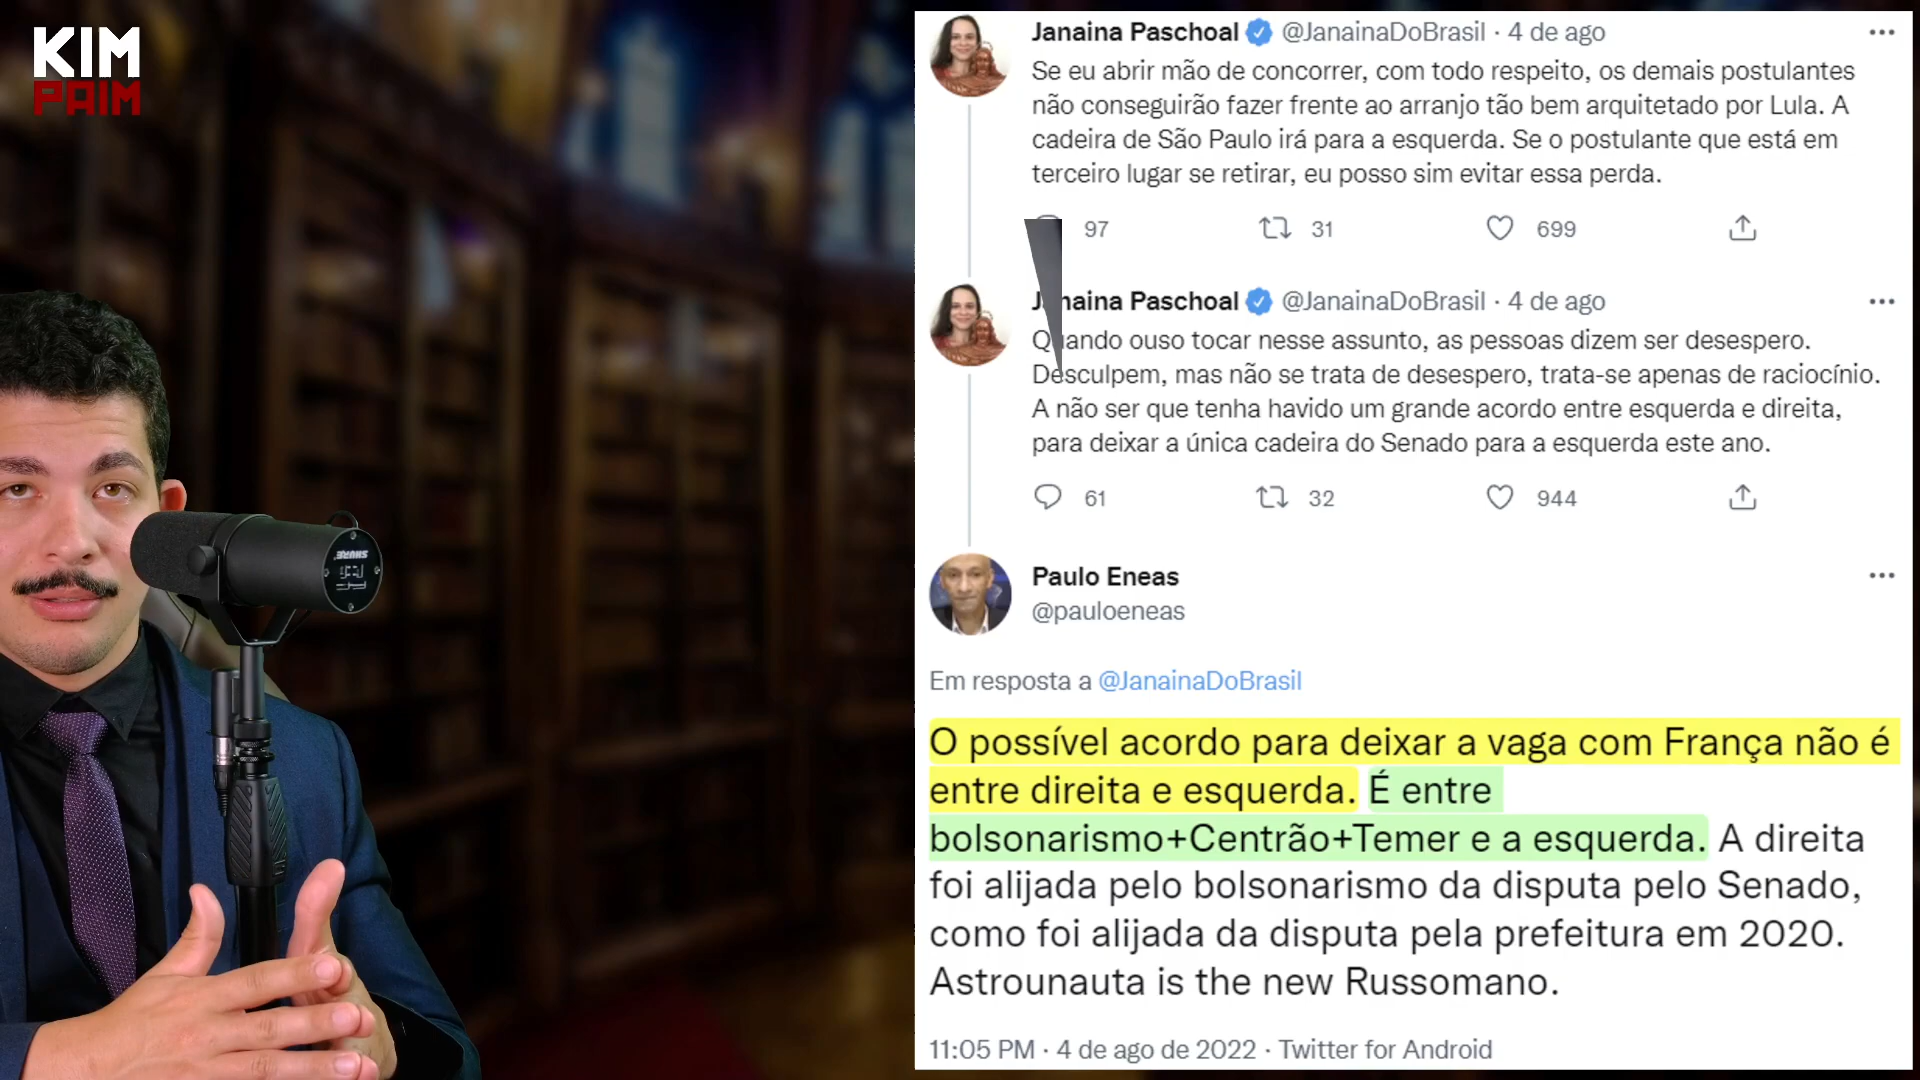 KIM
PAIM
Janaina Paschoal @JanainaDoBrasil · 4 de ago
Se eu abrir mão de concorrer, com todo respeito, os demais postulantes
não conseguirão fazer frente ao arranjo tão bem arquitetado por Lula. A
cadeira de São Paulo irá para a esquerda. Se o postulante que está em
terceiro lugar se retirar, eu posso sim evitar essa perda.
97 31 699
Janaina Paschoal @JanainaDoBrasil · 4 de ago
Quando ouso tocar nesse assunto, as pessoas dizem ser desespero.
Desculpem, mas não se trata de desespero, trata-se apenas de raciocínio.
A não ser que tenha havido um grande acordo entre esquerda e direita,
para deixar a única cadeira do Senado para a esquerda este ano.
61 32 944
Paulo Eneas
@pauloeneas
Em resposta a @JanainaDoBrasil
O possível acordo para deixar a vaga com França não é
entre direita e esquerda. É entre
bolsonarismo+Centrão+Temer e a esquerda. A direita
foi alijada pelo bolsonarismo da disputa pelo Senado,
como foi alijada da disputa pela prefeitura em 2020.
Astrounauta is the new Russomano.
11:05 PM · 4 de ago de 2022 · Twitter for Android
SHURE